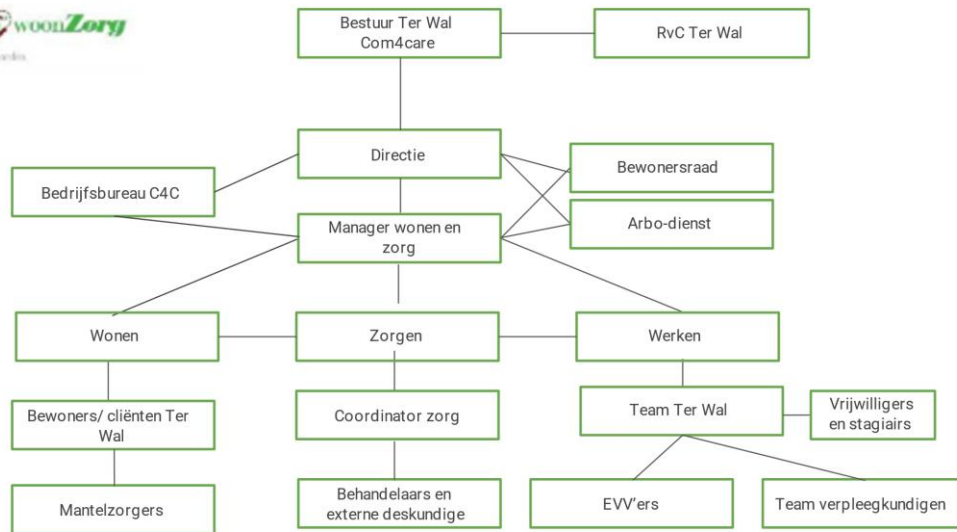 woonZorg
Bestuur Ter Wal
Com4care
RvC Ter Wal
Directie
Bewonersraad
Bedrijfsbureau C4C
Arbo-dienst
Manager wonen en
zorg
Wonen
Zorgen
Werken
Bewoners/ cliënten Ter
Wal
Coordinator zorg
Team Ter Wal
Vrijwilligers
en stagiairs
Mantelzorgers
Behandelaars en
externe deskundige
EVV'ers
Team verpleegkundigen